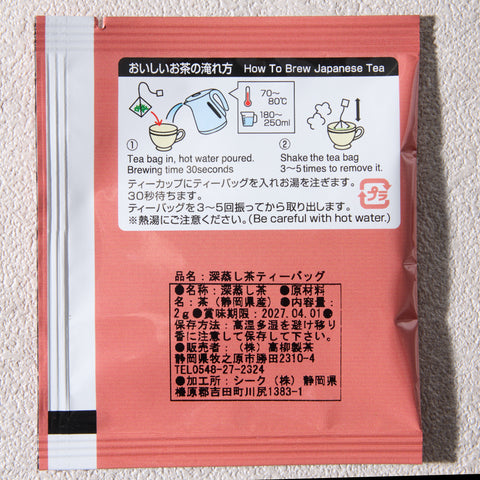 おいしいお茶の淹れ方 How To Brew Japanese Tea
70〜
80℃
180〜
250ml
①
Tea bag in, hot water poured.
Brewing time 30seconds
②
Shake the tea bag
3〜5 times to remove it.
ティーカップにティーバッグを入れお湯を注ぎます。
30秒待ちます。
ティーバッグを3〜5回振ってから取り出します。
※熱湯にご注意ください。(Be careful with hot water.)
プラ
品名：深蒸し茶ティーバッグ
●名称：深蒸し茶 ●原材料
名：茶（静岡県産）●内容量：
2g ●賞味期限：2027.04.01●
保存方法：高温多湿を避け移り
香に注意して保存して下さい。
●販売者：（株）高柳製茶
静岡県牧之原市勝田2310-4
TEL0548-27-2324
●加工所：シーク（株）静岡県
榛原郡吉田町川尻1383-1